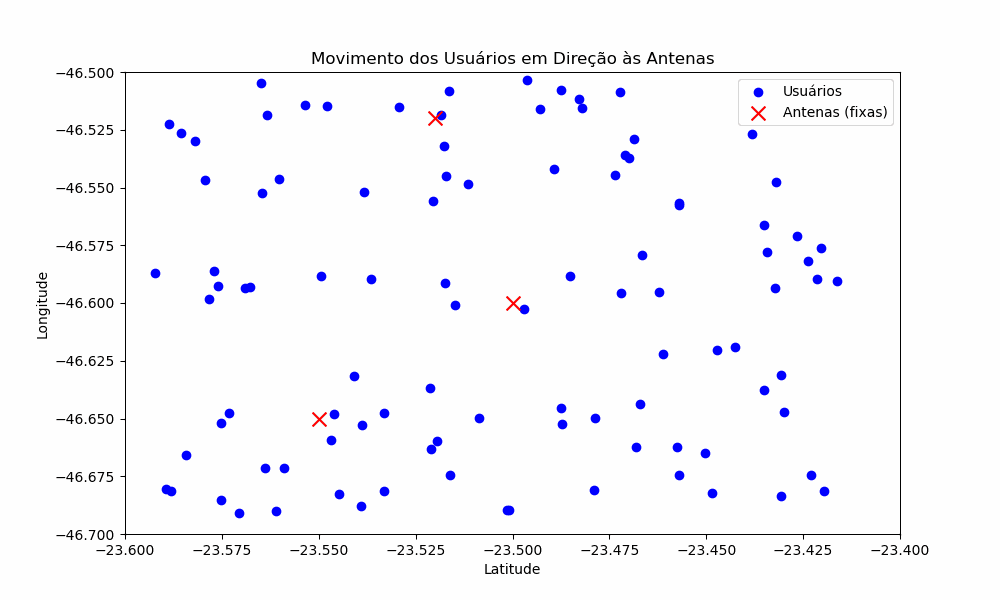 Movimento dos Usuários em Direção às Antenas
Usuários
Antenas (fixas)
−46.500
−46.525
−46.550
−46.575
−46.600
−46.625
−46.650
−46.675
−46.700
Longitude
−23.600 −23.575 −23.550 −23.525 −23.500 −23.475 −23.450 −23.425 −23.400
Latitude